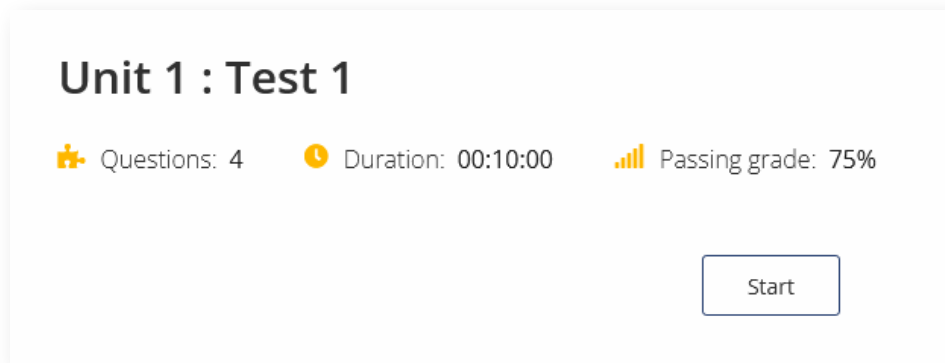 Unit 1 : Test 1
Questions: 4 Duration: 00:10:00 Passing grade: 75%
Start